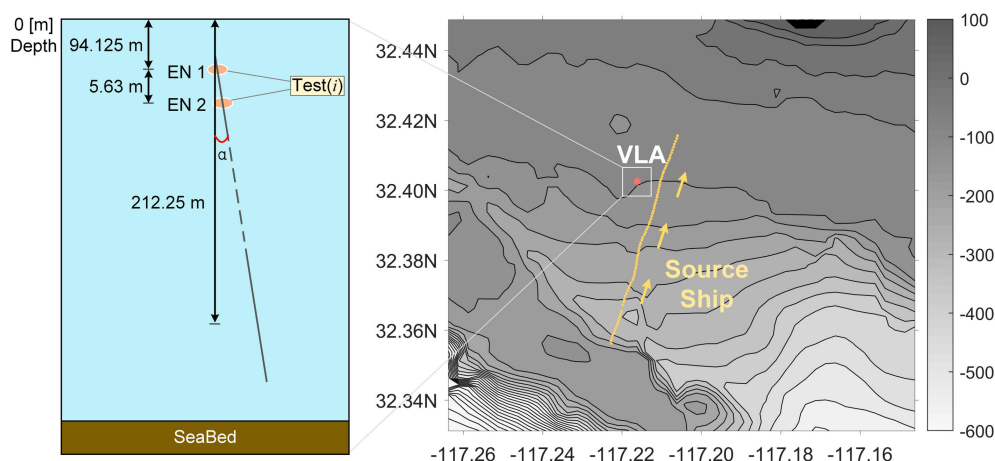 0 [m]
Depth
94.125 m
EN 1
5.63 m
EN 2
Test(i)
α
212.25 m
SeaBed
32.44N
32.42N
32.40N
32.38N
32.36N
32.34N
VLA
Source
Ship
-117.26
-117.24
-117.22
-117.20
-117.18
-117.16
100
0
-100
-200
-300
-400
-500
-600